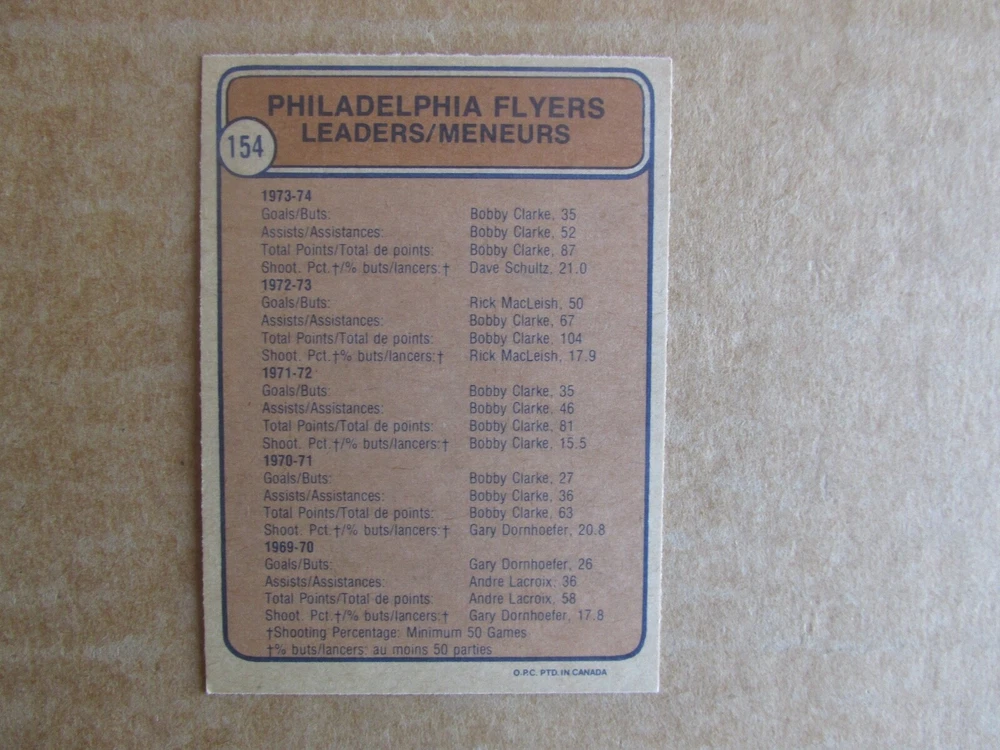 PHILADELPHIA FLYERS
LEADERS/MENEURS
154
1973-74
Goals/Buts: Bobby Clarke, 35
Assists/Assistances: Bobby Clarke, 52
Total Points/Total de points: Bobby Clarke, 87
Shoot. Pct.†/% buts/lancers:† Dave Schultz, 21.0
1972-73
Goals/Buts: Rick MacLeish, 50
Assists/Assistances: Bobby Clarke, 67
Total Points/Total de points: Bobby Clarke, 104
Shoot. Pct.†% buts/lancers:† Rick MacLeish, 17.9
1971-72
Goals/Buts: Bobby Clarke, 35
Assists/Assistances: Bobby Clarke, 46
Total Points/Total de points: Bobby Clarke, 81
Shoot. Pct.†/% buts/lancers:† Bobby Clarke, 15.5
1970-71
Goals/Buts: Bobby Clarke, 27
Assists/Assistances: Bobby Clarke, 36
Total Points/Total de points: Bobby Clarke, 63
Shoot. Pct.†/% buts/lancers:† Gary Dornhoefer, 20.8
1969-70
Goals/Buts: Gary Dornhoefer, 26
Assists/Assistances: Andre Lacroix, 36
Total Points/Total de points: Andre Lacroix, 58
Shoot. Pct.†/% buts/lancers:† Gary Dornhoefer, 17.8
†Shooting Percentage: Minimum 50 Games
†% buts/lancers: au moins 50 parties
O.P.C. PTD. IN CANADA